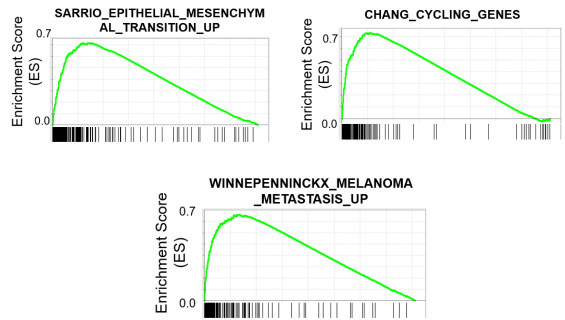 SARRIO_EPITHELIAL_MESENCHYM
AL_TRANSITION_UP
Enrichment Score
(ES)
0.7
0.0
CHANG_CYCLING_GENES
Enrichment Score
(ES)
0.7
0.0
WINNEPENNINCKX_MELANOMA
_METASTASIS_UP
Enrichment Score
(ES)
0.7
0.0